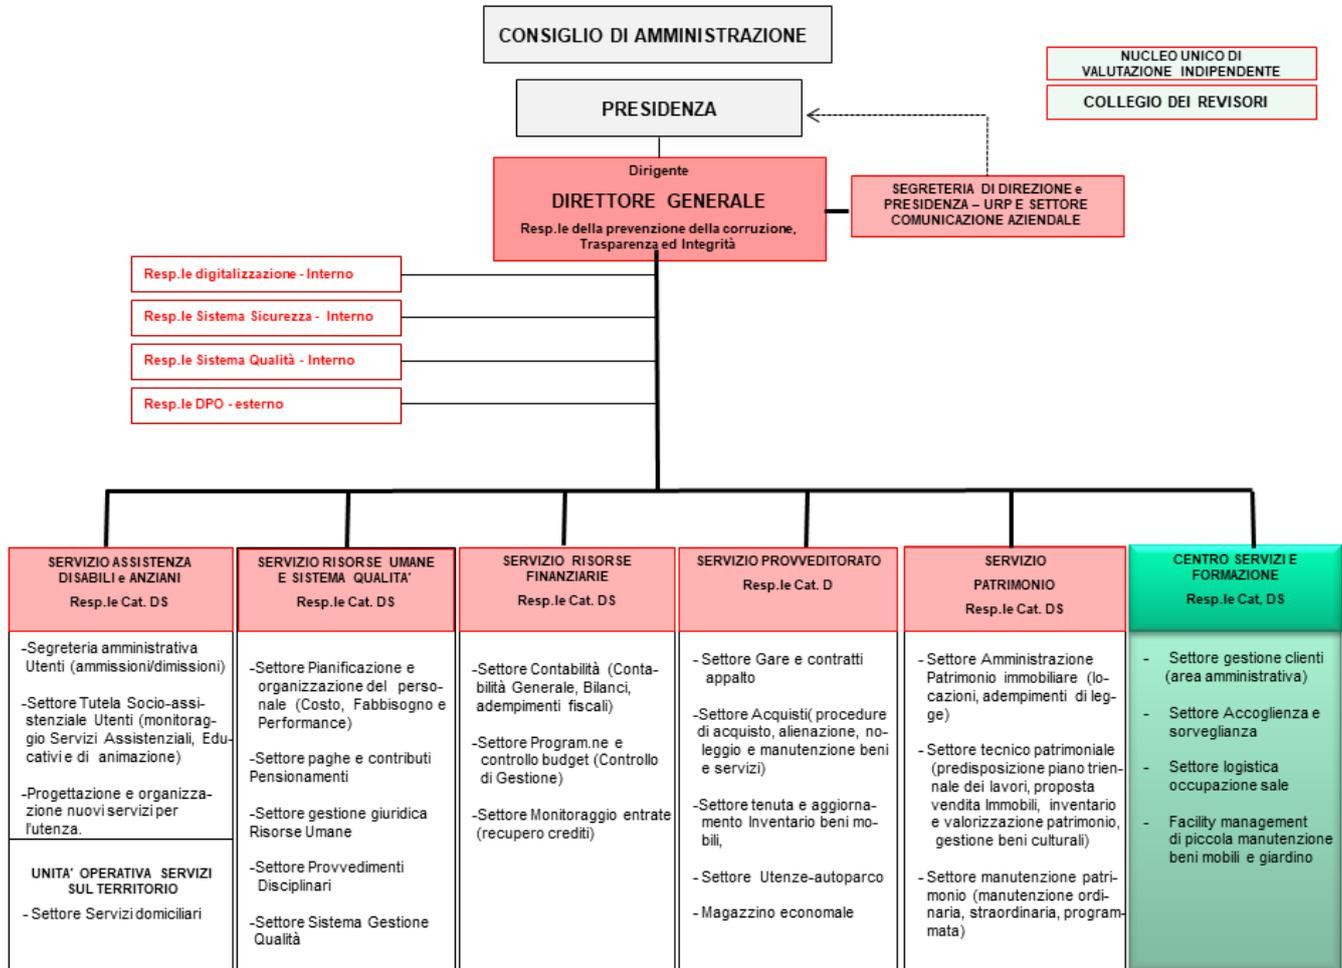 CONSIGLIO DI AMMINISTRAZIONE
NUCLEO UNICO DI
VALUTAZIONE INDIPENDENTE
COLLEGIO DEI REVISORI
PRESIDENZA
Dirigente
DIRETTORE GENERALE
Resp.le della prevenzione della corruzione,
Trasparenza ed Integrità
SEGRETERIA DI DIREZIONE e
PRESIDENZA – URP E SETTORE
COMUNICAZIONE AZIENDALE
Resp.le digitalizzazione - Interno
Resp.le Sistema Sicurezza - Interno
Resp.le Sistema Qualità - Interno
Resp.le DPO - esterno
SERVIZIO ASSISTENZA
DISABILI e ANZIANI
Resp.le Cat. DS
-Segreteria amministrativa
Utenti (ammissioni/dimissioni)
-Settore Tutela Socio-assi-
stenziale Utenti (monitorag-
gio Servizi Assistenziali, Edu-
cativi e di animazione)
-Progettazione e organizza-
zione nuovi servizi per
l'utenza.
UNITA' OPERATIVA SERVIZI
SUL TERRITORIO
- Settore Servizi domiciliari
SERVIZIO RISORSE UMANE
E SISTEMA QUALITA'
Resp.le Cat. DS
-Settore Pianificazione e
organizzazione del perso-
nale (Costo, Fabbisogno e
Performance)
-Settore paghe e contributi
Pensionamenti
-Settore gestione giuridica
Risorse Umane
-Settore Provvedimenti
Disciplinari
-Settore Sistema Gestione
Qualità
SERVIZIO RISORSE
FINANZIARIE
Resp.le Cat. DS
-Settore Contabilità (Conta-
bilità Generale, Bilanci,
adempimenti fiscali)
-Settore Program.ne e
controllo budget (Controllo
di Gestione)
-Settore Monitoraggio entrate
(recupero crediti)
SERVIZIO PROVVEDITORATO
Resp.le Cat. D
- Settore Gare e contratti
appalto
-Settore Acquisti( procedure
di acquisto, alienazione, no-
leggio e manutenzione beni
e servizi)
-Settore tenuta e aggiorna-
mento Inventario beni mo-
bili,
- Settore Utenze-autoparco
- Magazzino economale
SERVIZIO
PATRIMONIO
Resp.le Cat. DS
- Settore Amministrazione
Patrimonio immobiliare (lo-
cazioni, adempimenti di leg-
ge)
- Settore tecnico patrimoniale
(predisposizione piano trien-
nale dei lavori, proposta
vendita Immobili, inventario
e valorizzazione patrimonio,
gestione beni culturali)
- Settore manutenzione patri-
monio (manutenzione ordi-
naria, straordinaria, program-
mata)
CENTRO SERVIZI E
FORMAZIONE
Resp.le Cat, DS
- Settore gestione clienti
(area amministrativa)
- Settore Accoglienza e
sorveglianza
- Settore logistica
occupazione sale
- Facility management
di piccola manutenzione
beni mobili e giardino